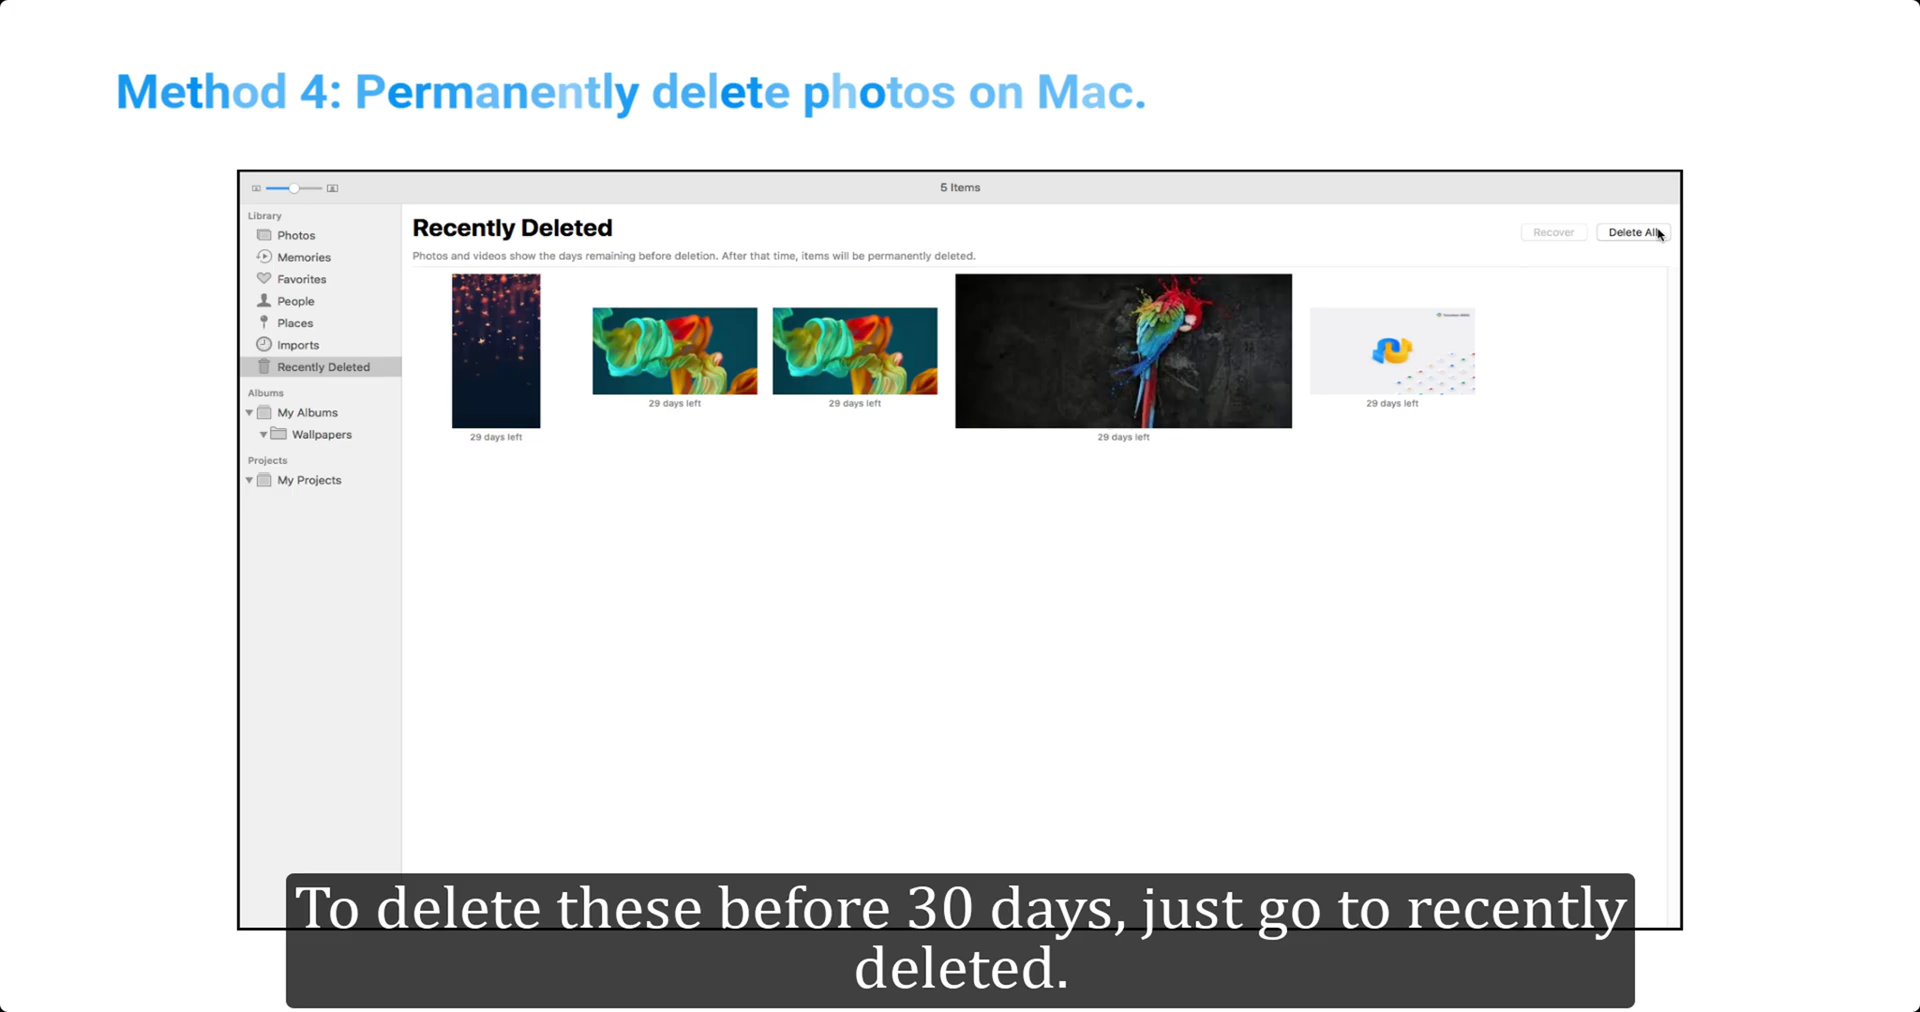 Method 4: Permanently delete photos on Mac.
5 Items
Library
Photos
Memories
Favorites
People
Places
Imports
Recently Deleted
Albums
My Albums
Wallpapers
Projects
My Projects
Recently Deleted
Recover
Delete All
Photos and videos show the days remaining before deletion. After that time, items will be permanently deleted.
29 days left
29 days left
29 days left
29 days left
29 days left
To delete these before 30 days, just go to recently
deleted.